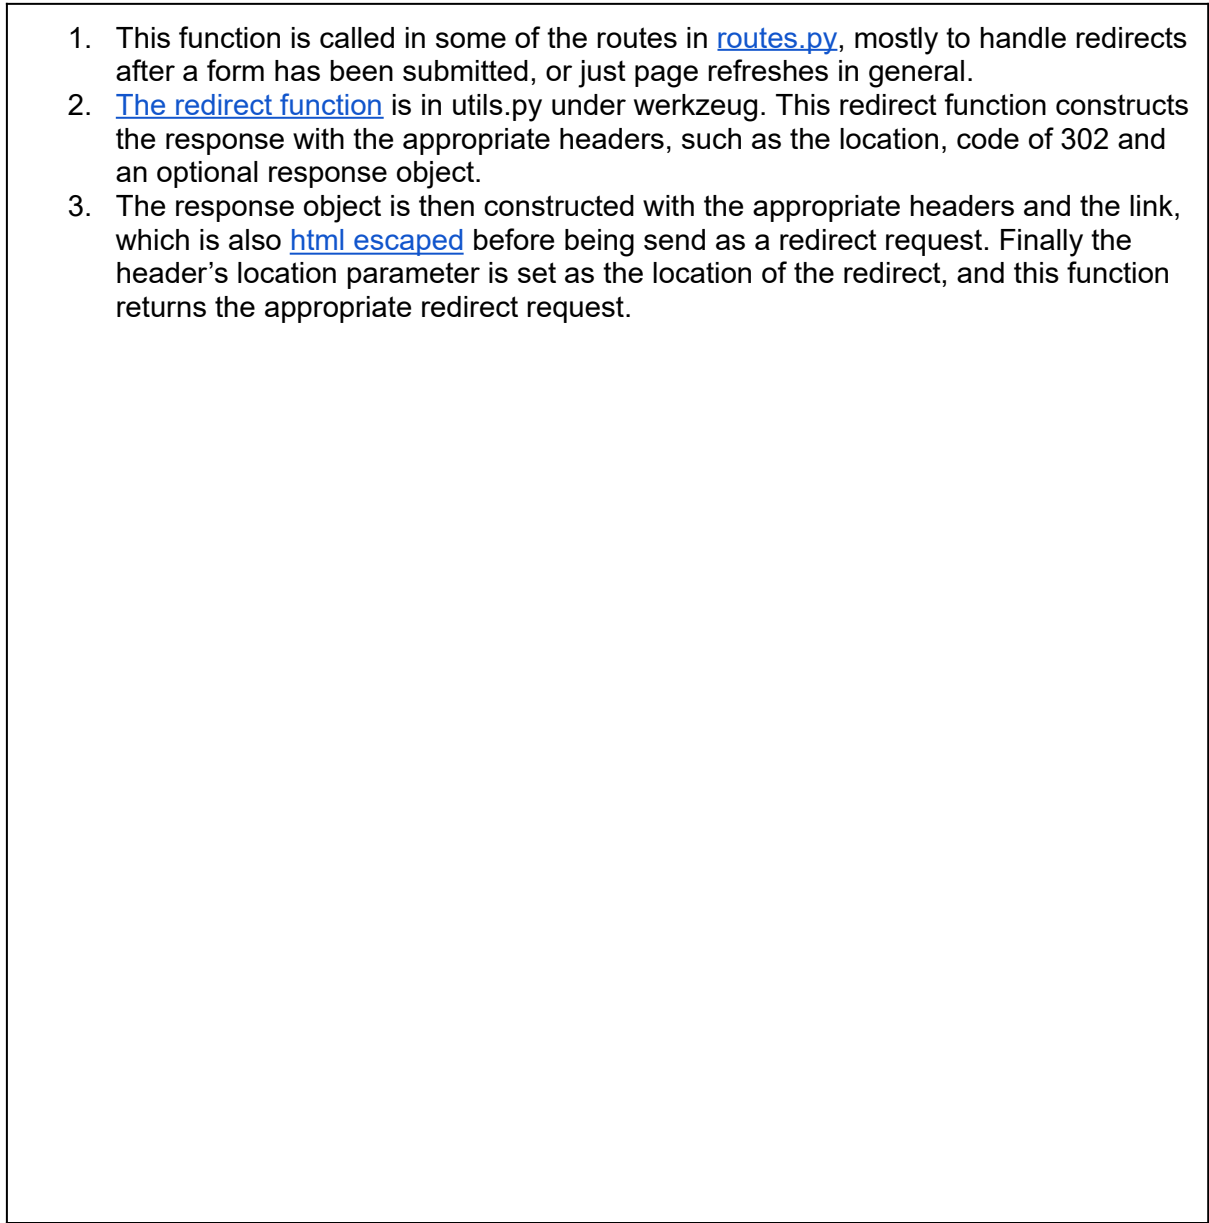 1. This function is called in some of the routes in routes.py, mostly to handle redirects
after a form has been submitted, or just page refreshes in general.
2. The redirect function is in utils.py under werkzeug. This redirect function constructs
the response with the appropriate headers, such as the location, code of 302 and
an optional response object.
3. The response object is then constructed with the appropriate headers and the link,
which is also html escaped before being send as a redirect request. Finally the
header’s location parameter is set as the location of the redirect, and this function
returns the appropriate redirect request.